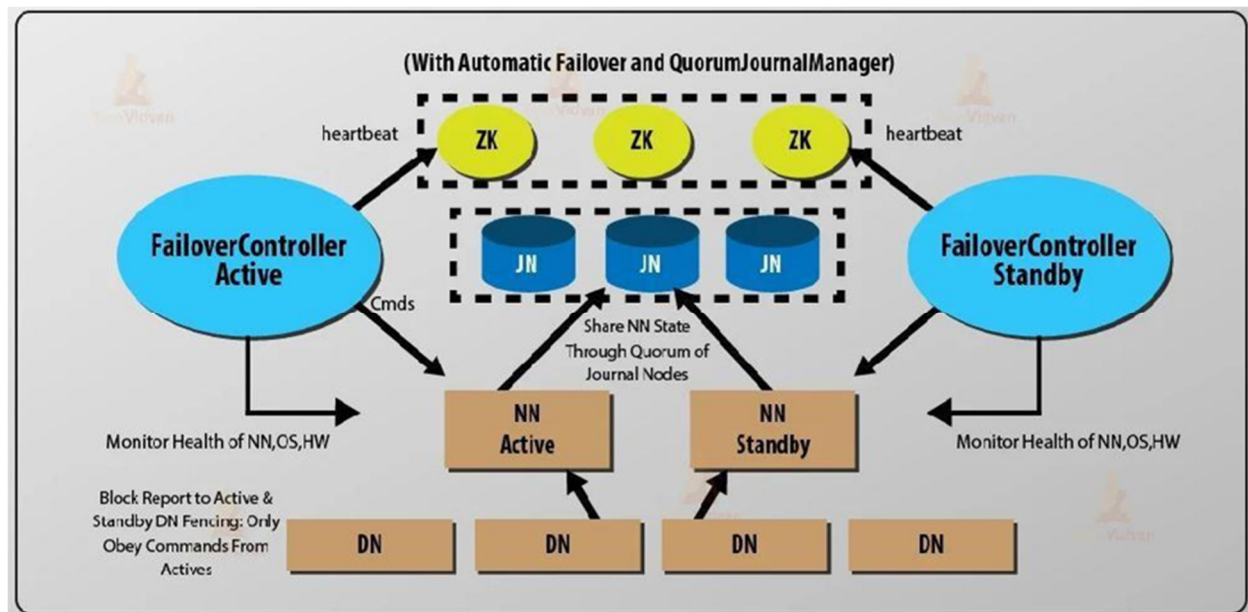 (With Automatic Failover and QuorumJournalManager)
heartbeat
ZK
ZK
ZK
heartbeat
FailoverController
Active
JN
JN
JN
FailoverController
Standby
Cmds
Share NN State
Through Quorum of
Journal Nodes
NN
Active
NN
Standby
Monitor Health of NN,OS,HW
Monitor Health of NN,OS,HW
Block Report to Active &
Standby DN Fencing: Only
Obey Commands From
Actives
DN
DN
DN
DN